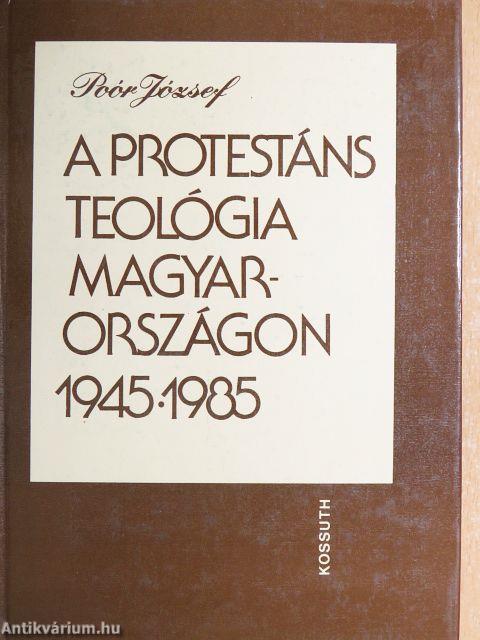 Poór József
A PROTESTÁNS
TEOLÓGIA
MAGYAR-
ORSZÁGON
1945·1985
KOSSUTH
Antikvárium.hu